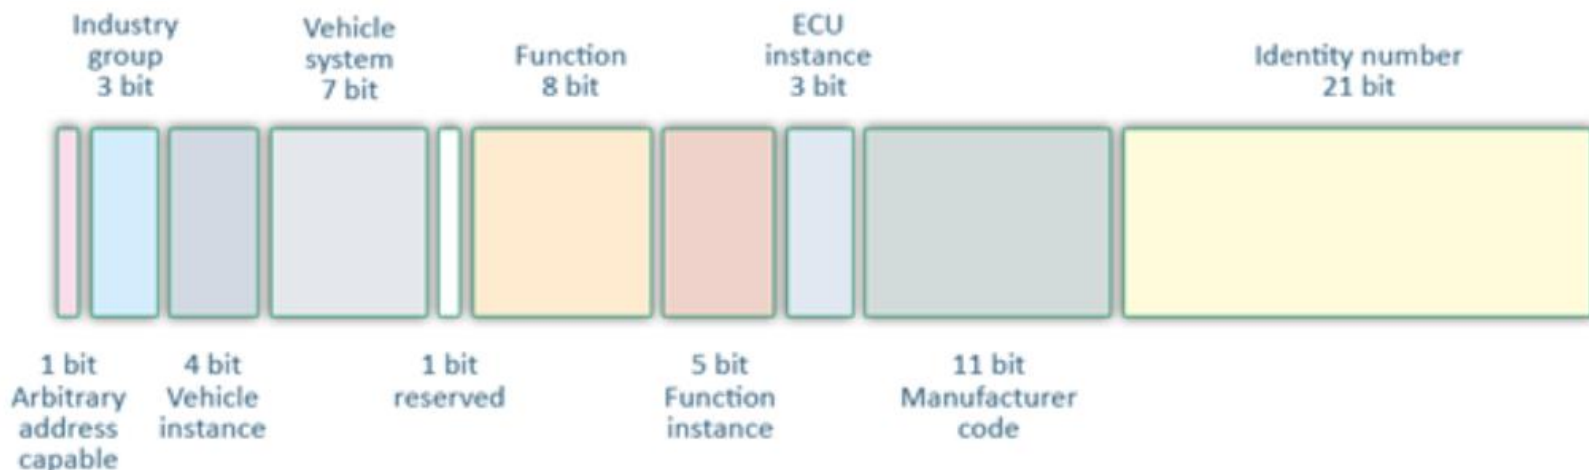 Industry
group
3 bit
Vehicle
system
7 bit
Function
8 bit
ECU
instance
3 bit
Identity number
21 bit
1 bit
Arbitrary
address
capable
4 bit
Vehicle
instance
1 bit
reserved
5 bit
Function
instance
11 bit
Manufacturer
code